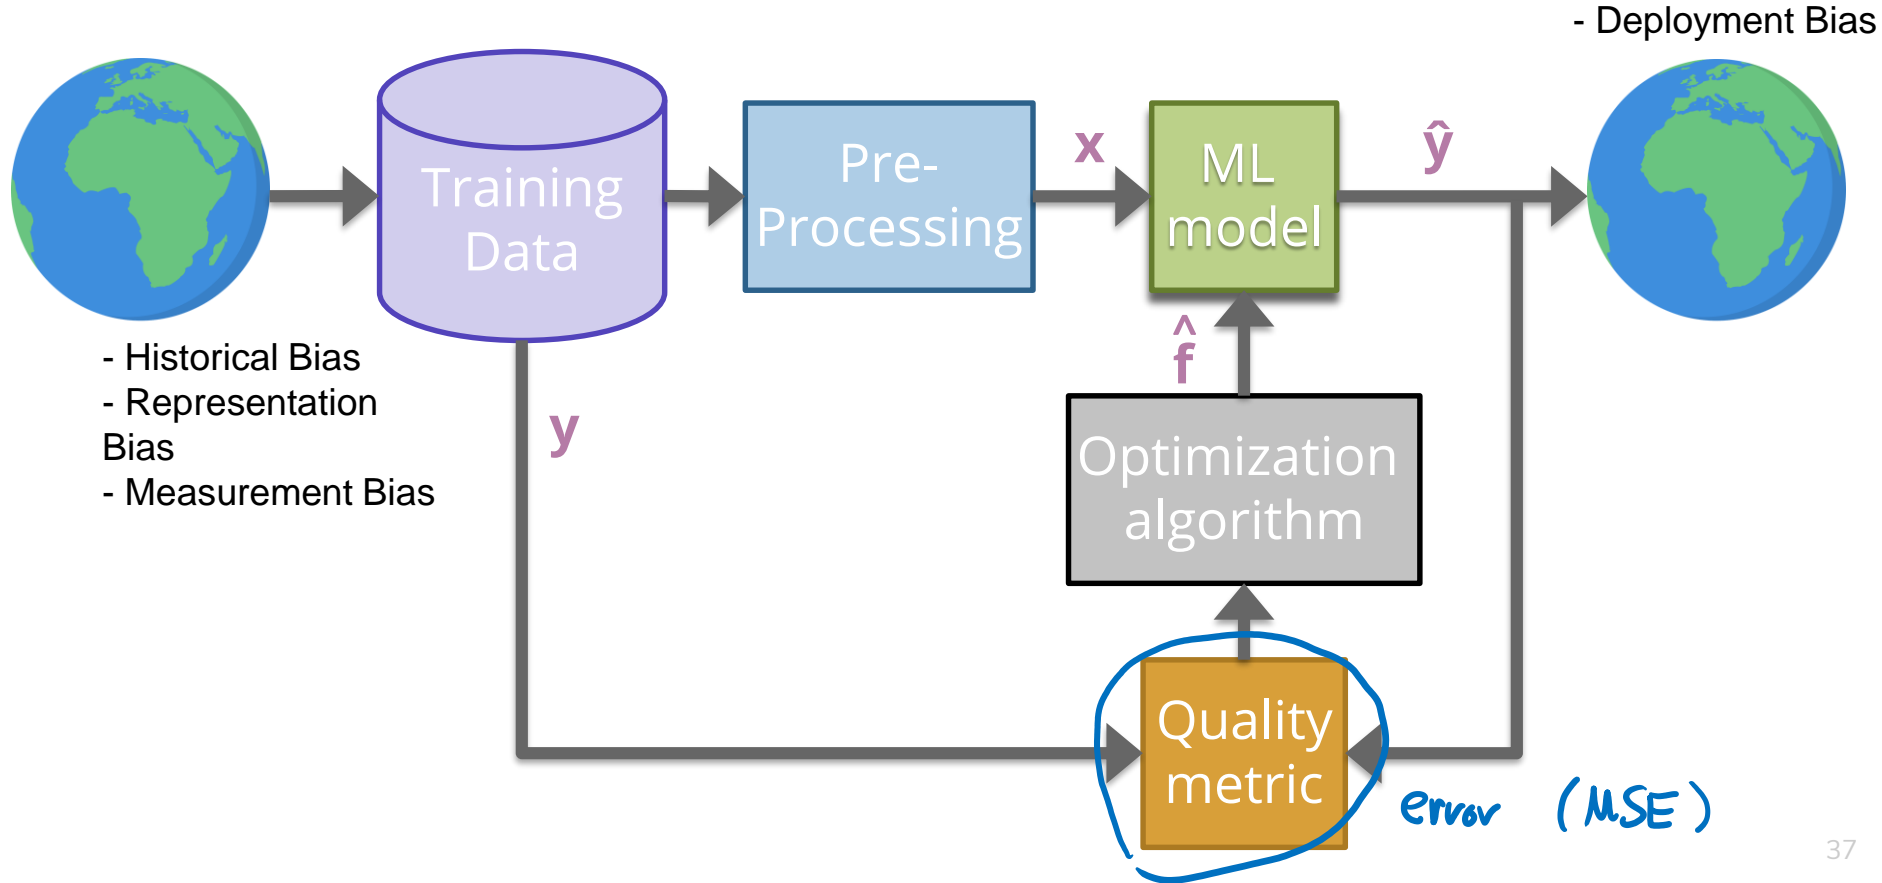 - Deployment Bias
Training
Data
Pre-
Processing
x
ML
model
ŷ
- Historical Bias
- Representation
Bias
- Measurement Bias
y
f̂
Optimization
algorithm
Quality
metric
error (MSE)
37